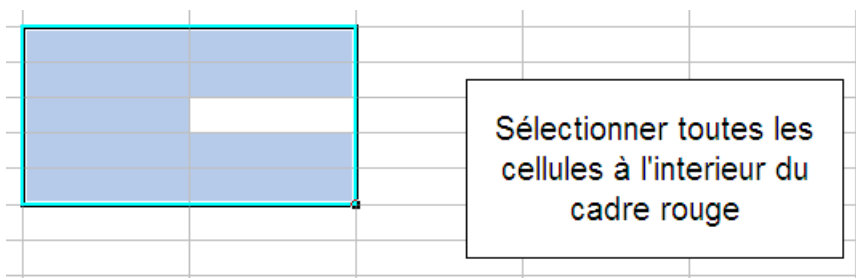 Sélectionner toutes les
cellules à l'interieur du
cadre rouge